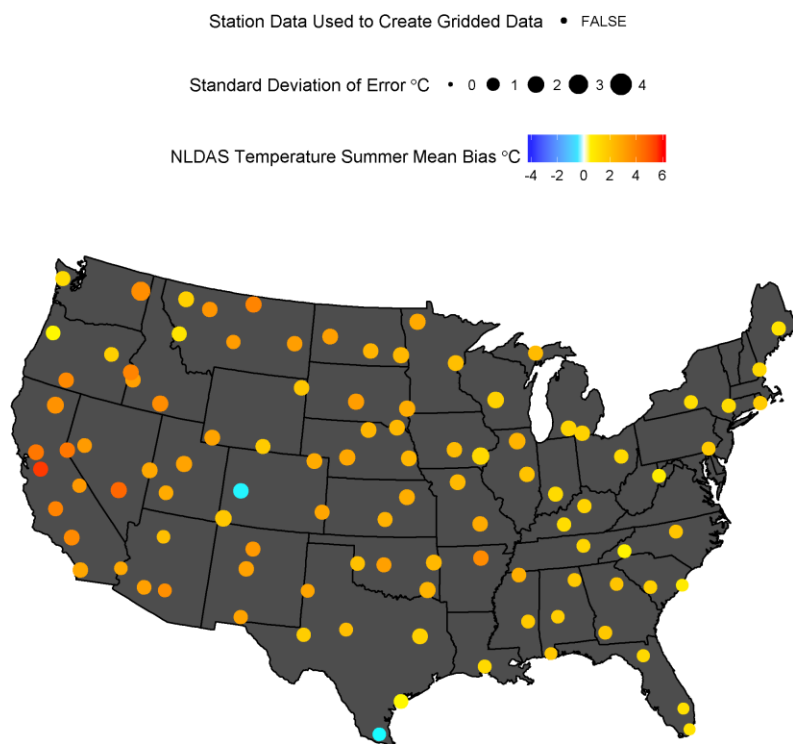 Station Data Used to Create Gridded Data FALSE
Standard Deviation of Error °C 0 1 2 3 4
NLDAS Temperature Summer Mean Bias °C
-4 -2 0 2 4 6